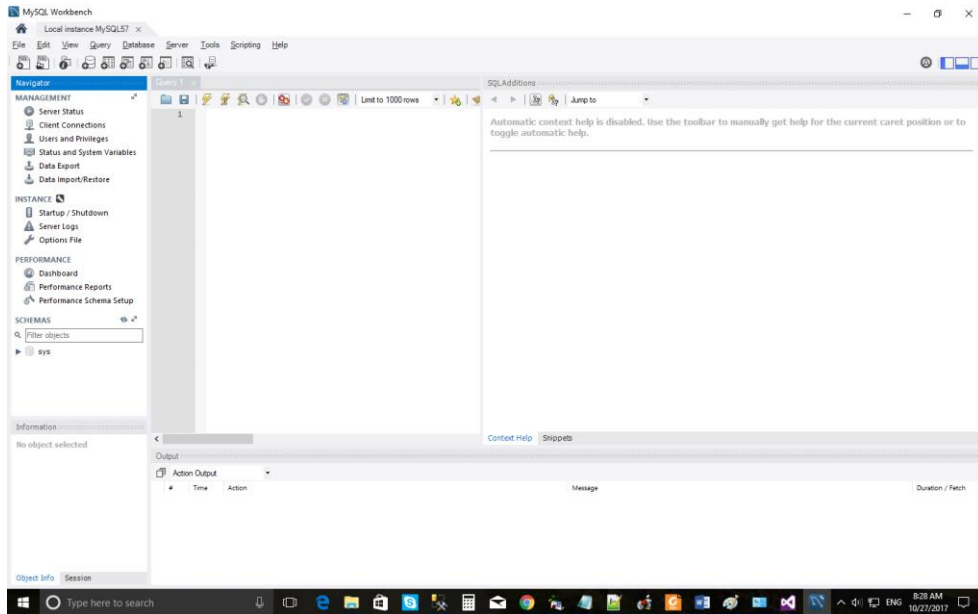 MySQL Workbench
Local instance MySQL57 ×
File Edit View Query Database Server Tools Scripting Help
Navigator
MANAGEMENT
Server Status
Client Connections
Users and Privileges
Status and System Variables
Data Export
Data Import/Restore
INSTANCE
Startup / Shutdown
Server Logs
Options File
PERFORMANCE
Dashboard
Performance Reports
Performance Schema Setup
SCHEMAS
Filter objects
sys
Information
No object selected
Object Info Session
Query 1 ×
Limit to 1000 rows
1
SQLAdditions
Jump to
Automatic context help is disabled. Use the toolbar to manually get help for the current caret position or to
toggle automatic help.
Context Help Snippets
Output
Action Output
# Time Action Message Duration / Fetch
Type here to search
ENG
8:28 AM
10/27/2017